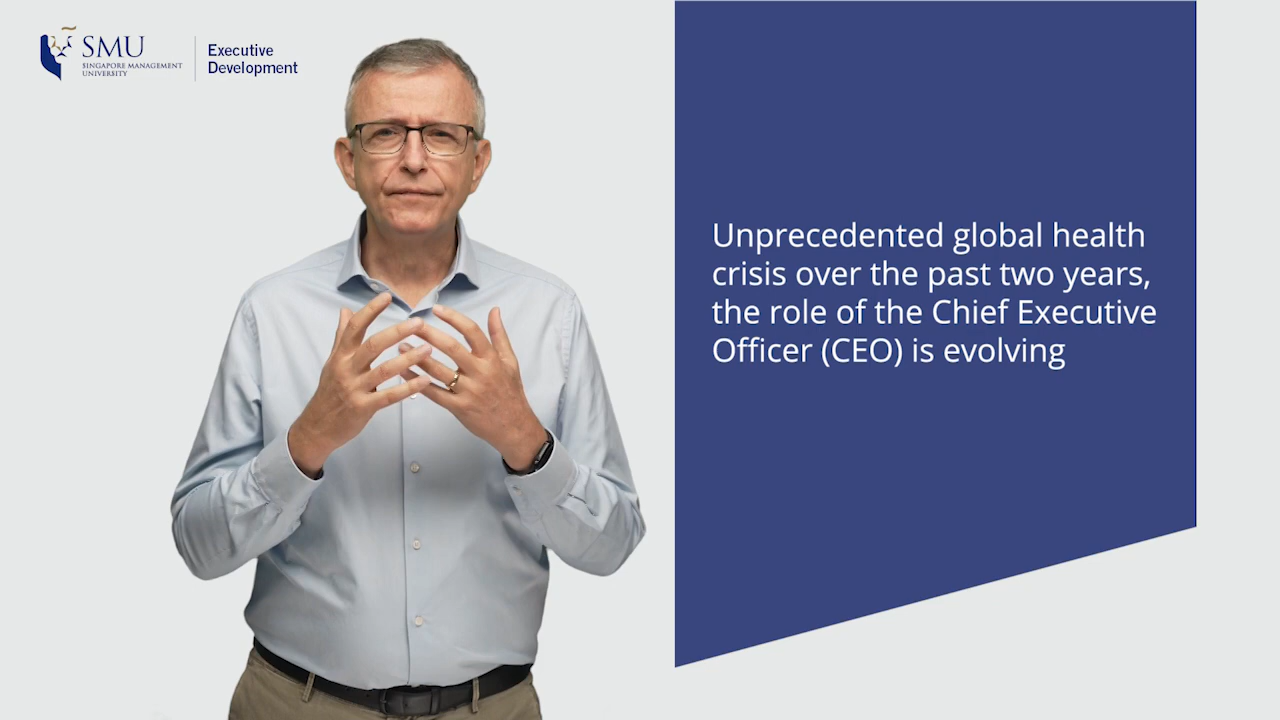 SMU
SINGAPORE MANAGEMENT
UNIVERSITY
Executive
Development
Unprecedented global health
crisis over the past two years,
the role of the Chief Executive
Officer (CEO) is evolving